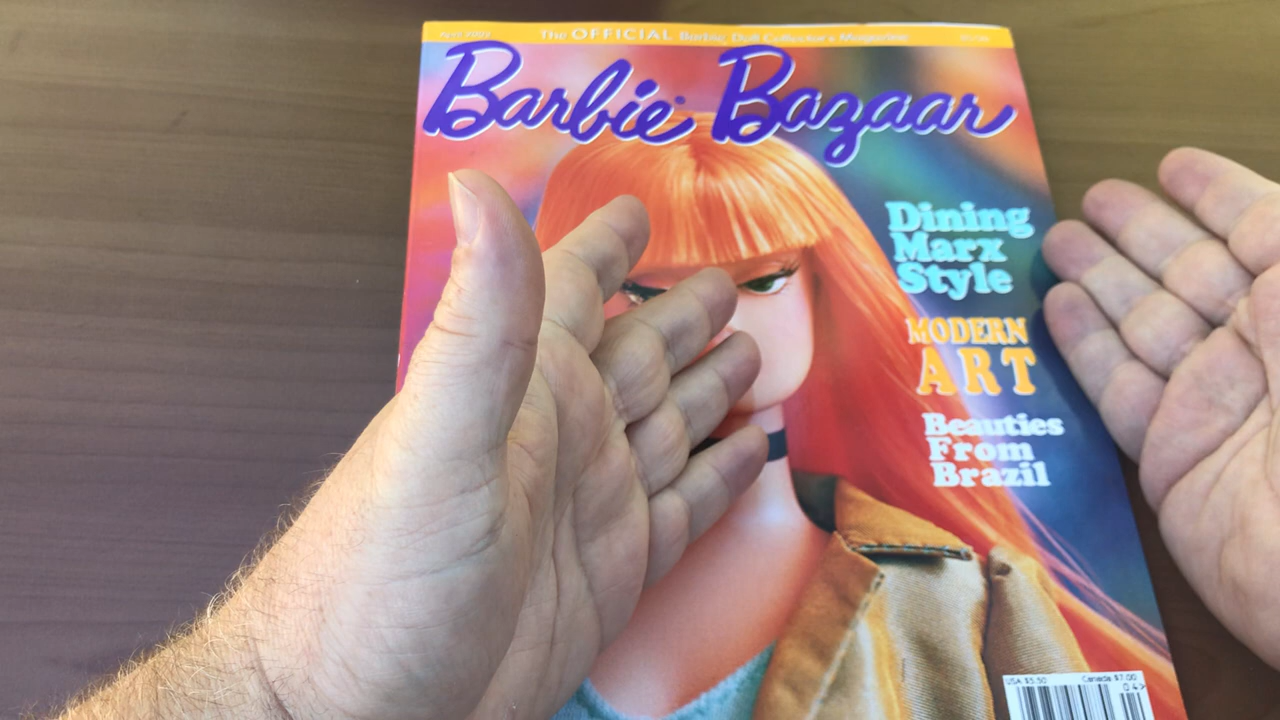 The OFFICIAL Barbie Doll Collector's Magazine
Barbie Bazaar
Dining
Marx
Style
MODERN
ART
Beauties
From
Brazil
USA $5.50 Canada $7.00
04>